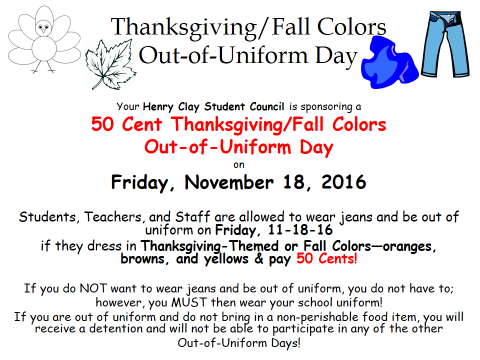 Thanksgiving/Fall Colors
Out-of-Uniform Day
Your Henry Clay Student Council is sponsoring a
50 Cent Thanksgiving/Fall Colors
Out-of-Uniform Day
on
Friday, November 18, 2016
Students, Teachers, and Staff are allowed to wear jeans and be out of
uniform on Friday, 11-18-16
if they dress in Thanksgiving-Themed or Fall Colors—oranges,
browns, and yellows & pay 50 Cents!
If you do NOT want to wear jeans and be out of uniform, you do not have to;
however, you MUST then wear your school uniform!
If you are out of uniform and do not bring in a non-perishable food item, you will
receive a detention and will not be able to participate in any of the other
Out-of-Uniform Days!